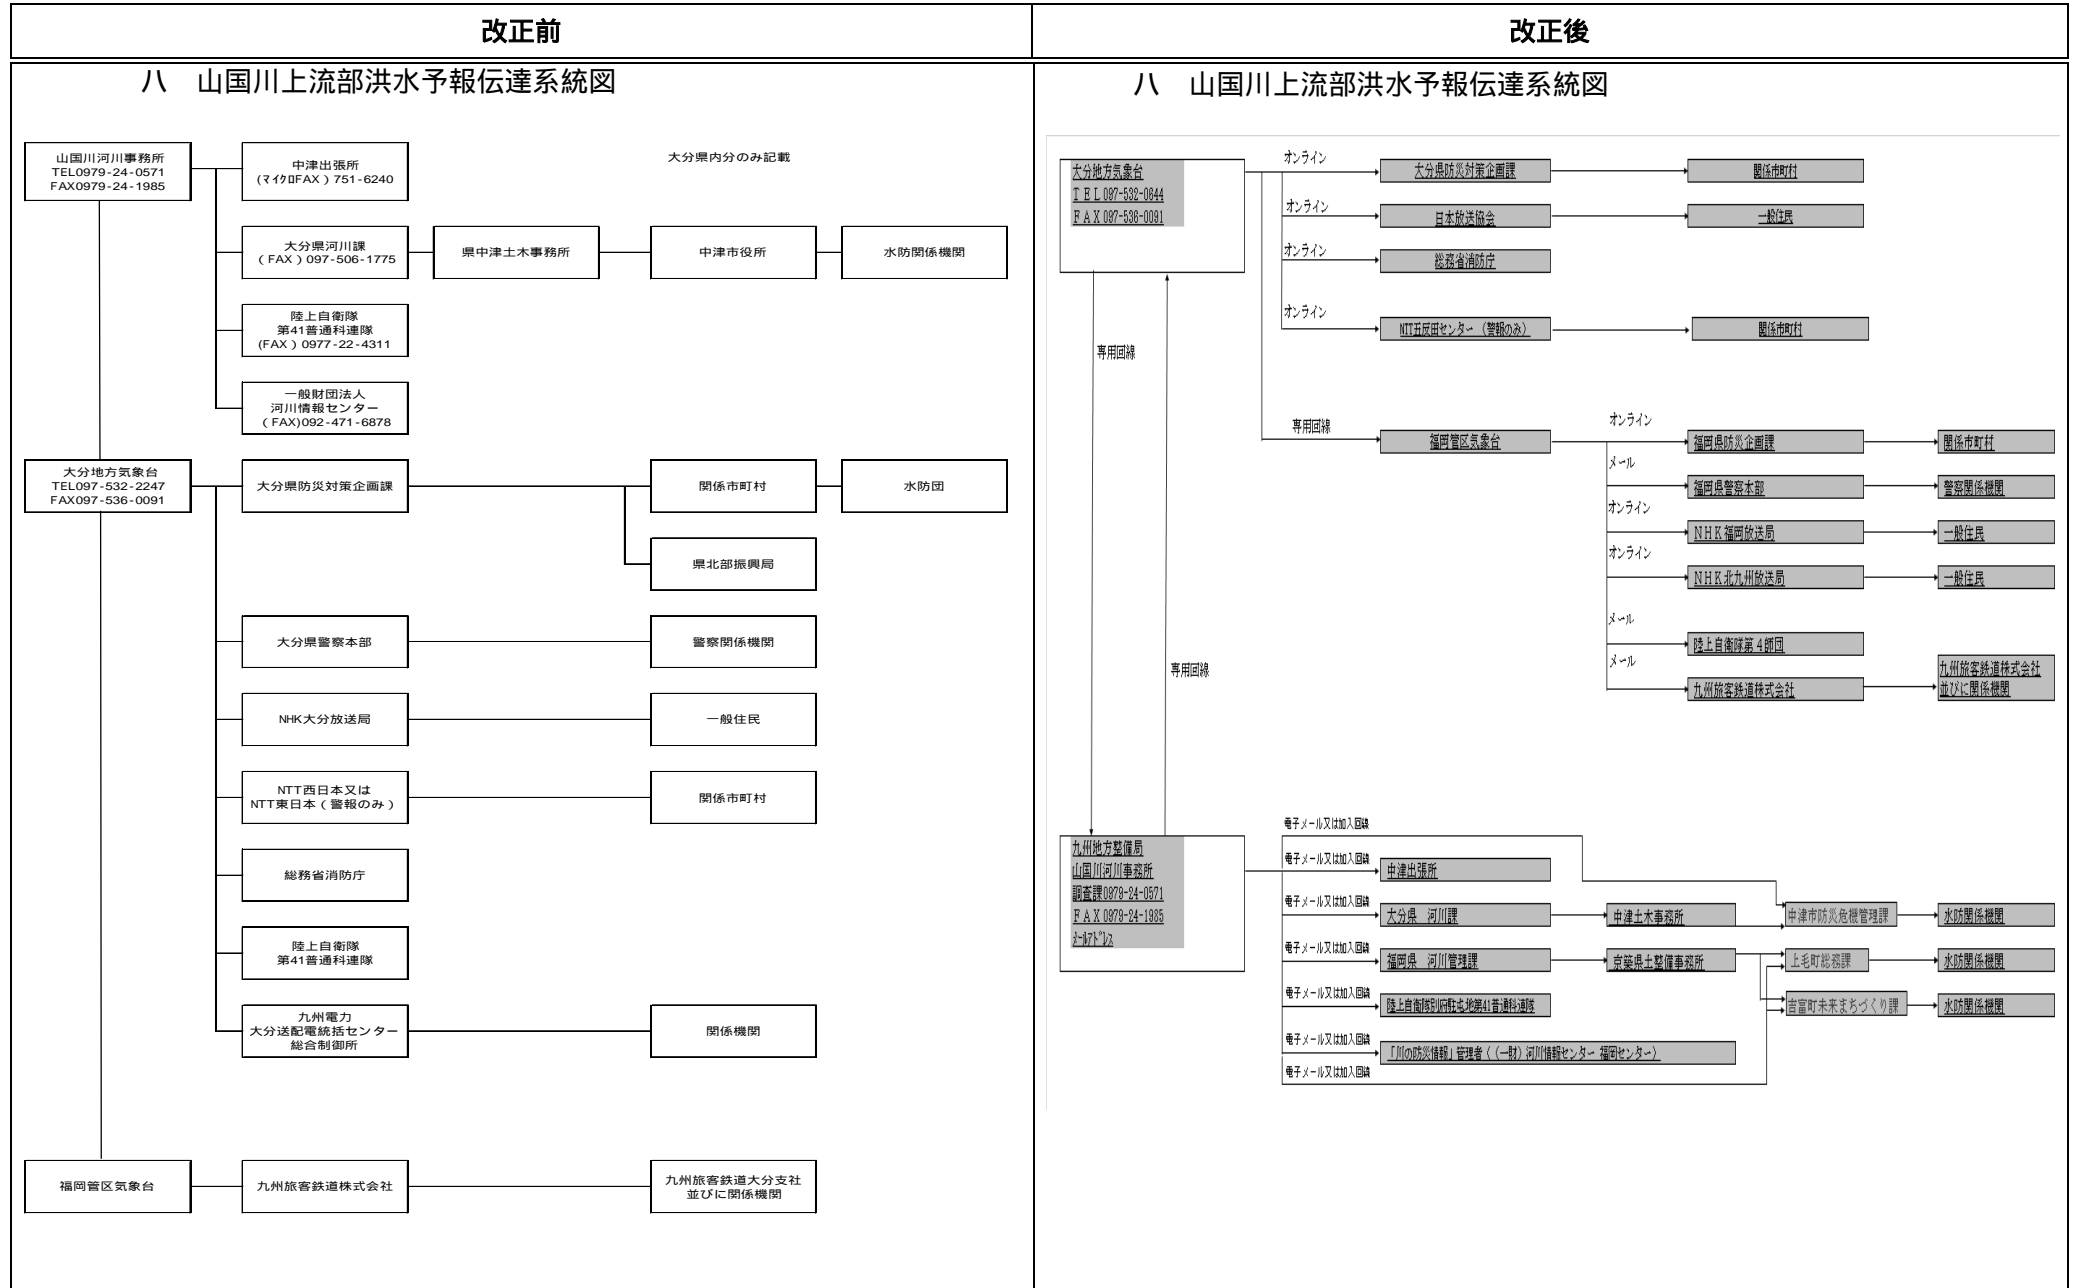 改正前
改正後
八 山国川上流部洪水予報伝達系統図
山国川河川事務所
TEL0979-24-0571
FAX0979-24-1985
中津出張所
(マイクロFAX)751-6240
大分県内分のみ記載
大分県河川課
(FAX)097-506-1775
県中津土木事務所
中津市役所
水防関係機関
陸上自衛隊
第41普通科連隊
(FAX)0977-22-4311
一般財団法人
河川情報センター
(FAX)092-471-6878
大分地方気象台
TEL097-532-2247
FAX097-536-0091
大分県防災対策企画課
関係市町村
水防団
県北部振興局
大分県警察本部
警察関係機関
NHK大分放送局
一般住民
NTT西日本又は
NTT東日本(警報のみ)
関係市町村
総務省消防庁
陸上自衛隊
第41普通科連隊
九州電力
大分送配電統括センター
総合制御所
関係機関
福岡管区気象台
九州旅客鉄道株式会社
九州旅客鉄道大分支社
並びに関係機関
八 山国川上流部洪水予報伝達系統図
大分地方気象台
TEL097-532-0644
FAX097-536-0091
オンライン
大分県防災対策企画課
関係市町村
オンライン
日本放送協会
一般住民
オンライン
総務省消防庁
オンライン
NTT五反田センター(警報のみ)
関係市町村
専用回線
専用回線
専用回線
福岡管区気象台
オンライン
福岡県防災企画課
関係市町村
メール
福岡県警察本部
警察関係機関
オンライン
NHK福岡放送局
一般住民
オンライン
NHK北九州放送局
一般住民
メール
陸上自衛隊第4師団
メール
九州旅客鉄道株式会社
九州旅客鉄道株式会社
並びに関係機関
九州地方整備局
山国川河川事務所
調査課0979-24-0571
FAX0979-24-1985
メールアドレス
電子メール又は加入回線
電子メール又は加入回線
中津出張所
電子メール又は加入回線
大分県 河川課
中津土木事務所
中津市防災危機管理課
水防関係機関
電子メール又は加入回線
福岡県 河川管理課
京築県土整備事務所
上毛町総務課
水防関係機関
電子メール又は加入回線
陸上自衛隊別府駐屯地第41普通科連隊
吉富町未来まちづくり課
水防関係機関
電子メール又は加入回線
「川の防災情報」管理者((一財)河川情報センター 福岡センター)
電子メール又は加入回線